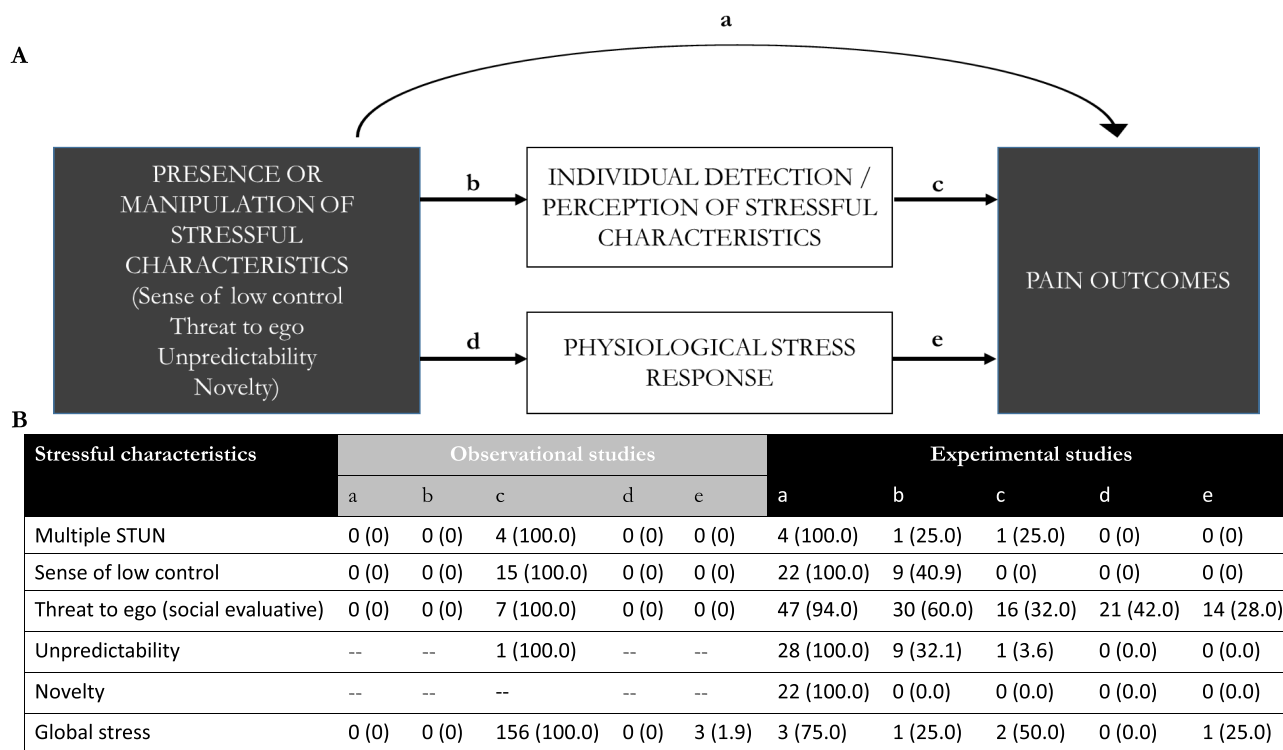 a
A
PRESENCE OR
MANIPULATION OF
STRESSFUL
CHARACTERISTICS
(Sense of low control
Threat to ego
Unpredictability
Novelty)
b
INDIVIDUAL DETECTION /
PERCEPTION OF STRESSFUL
CHARACTERISTICS
c
d
PHYSIOLOGICAL STRESS
RESPONSE
e
PAIN OUTCOMES
B
Stressful characteristics Observational studies Experimental studies
a b c d e a b c d e
Multiple STUN 0 (0) 0 (0) 4 (100.0) 0 (0) 0 (0) 4 (100.0) 1 (25.0) 1 (25.0) 0 (0) 0 (0)
Sense of low control 0 (0) 0 (0) 15 (100.0) 0 (0) 0 (0) 22 (100.0) 9 (40.9) 0 (0) 0 (0) 0 (0)
Threat to ego (social evaluative) 0 (0) 0 (0) 7 (100.0) 0 (0) 0 (0) 47 (94.0) 30 (60.0) 16 (32.0) 21 (42.0) 14 (28.0)
Unpredictability -- -- 1 (100.0) -- -- 28 (100.0) 9 (32.1) 1 (3.6) 0 (0.0) 0 (0.0)
Novelty -- -- -- -- -- 22 (100.0) 0 (0.0) 0 (0.0) 0 (0.0) 0 (0.0)
Global stress 0 (0) 0 (0) 156 (100.0) 0 (0) 3 (1.9) 3 (75.0) 1 (25.0) 2 (50.0) 0 (0.0) 1 (25.0)